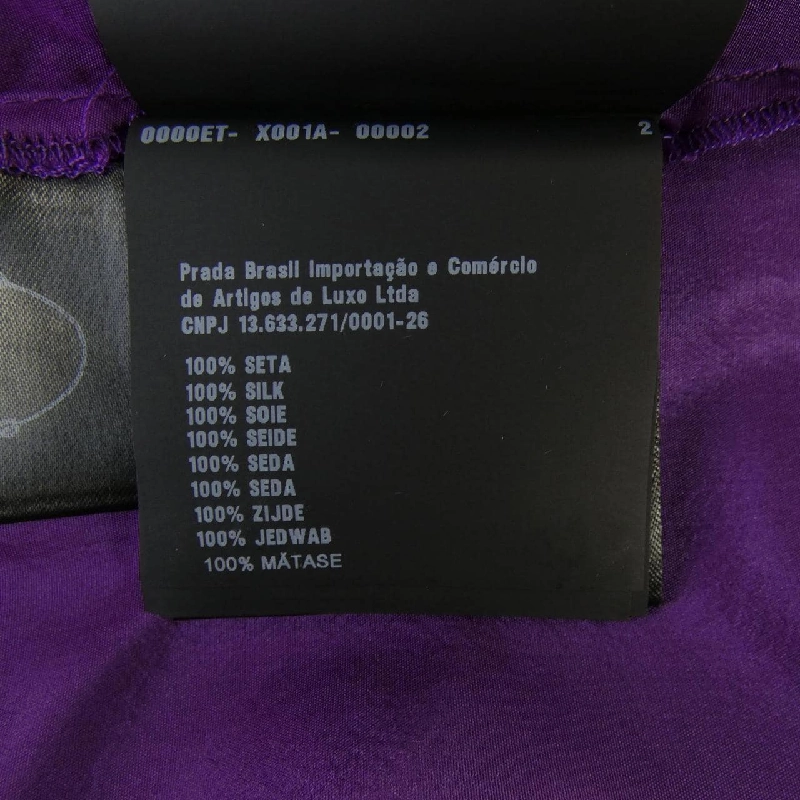 0000ET- X001A- 00002 2
Prada Brasil Importação e Comércio
de Artigos de Luxo Ltda
CNPJ 13.633.271/0001-26
100% SETA
100% SILK
100% SOIE
100% SEIDE
100% SEDA
100% SEDA
100% ZIJDE
100% JEDWAB
100% MĂTASE